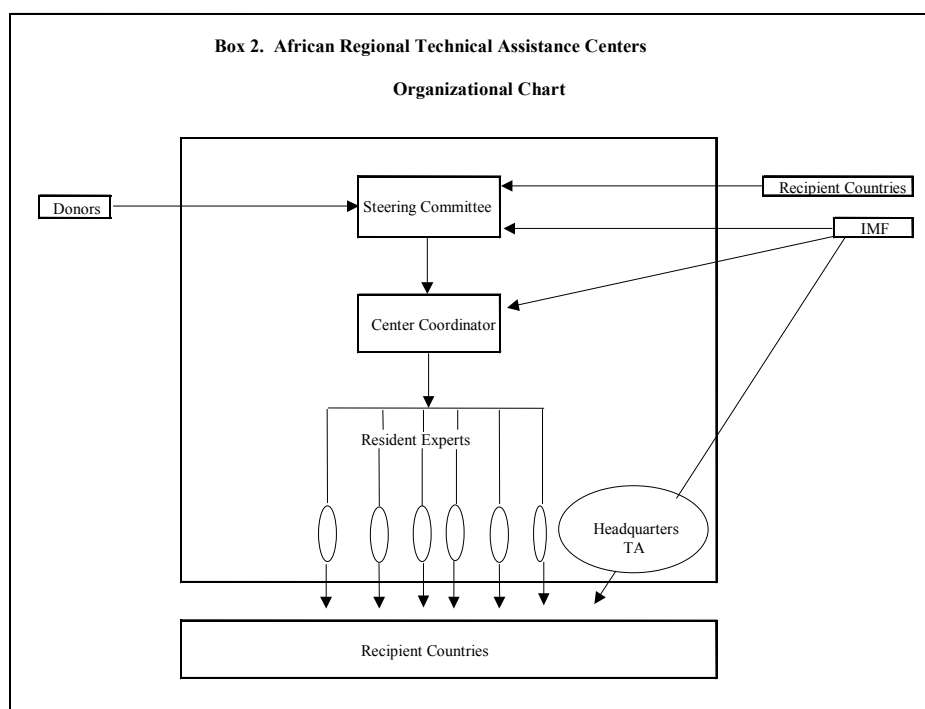 Box 2. African Regional Technical Assistance Centers
Organizational Chart
Recipient Countries
Donors
Steering Committee
IMF
Center Coordinator
Resident Experts
Headquarters
TA
Recipient Countries